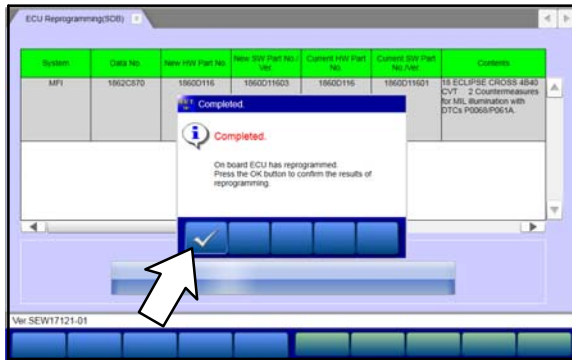 ECU Reprogramming(SDB)
System
Data No.
New HW Part No.
New SW Part No./
Ver.
Current HW Part
No.
Current SW Part
No./Ver.
Contents
MFI
1862C870
1860D116
1860D11603
1860D116
1860D11601
18 ECLIPSE CROSS 4B40
CVT 2 Countermeasures
for MIL illumination with
DTCs P0068/P061A.
Completed.
Completed.
On board ECU has reprogrammed.
Press the OK button to confirm the results of
reprogramming.
Ver.SEW17121-01